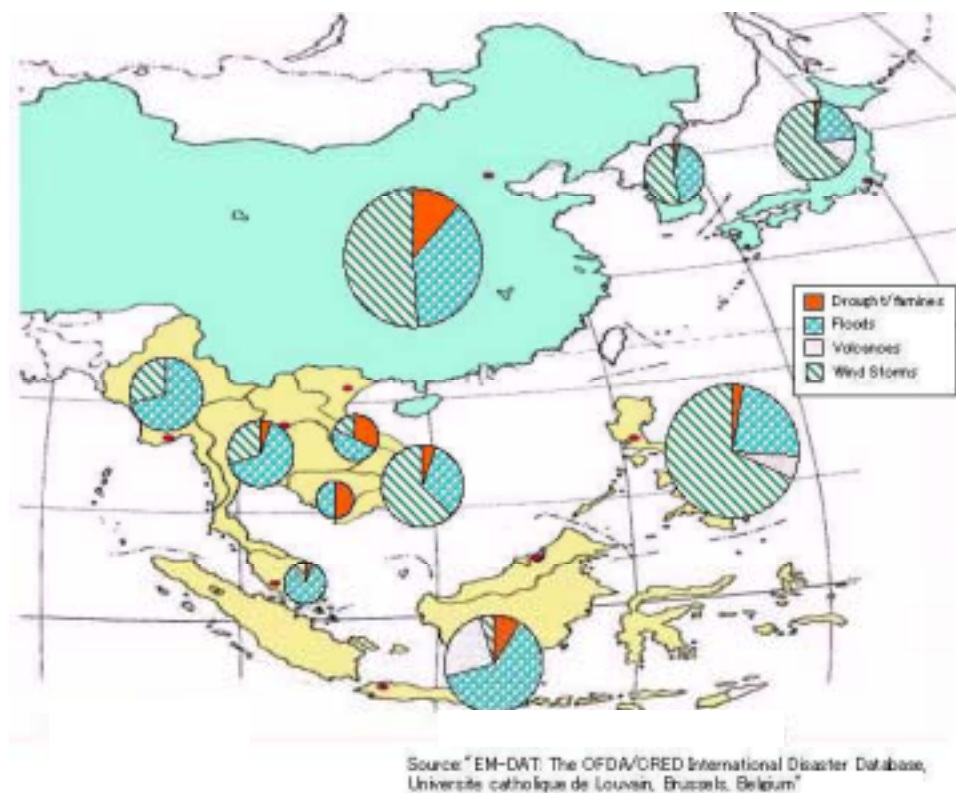 Drought/famines
Floods
Volcanoes
Wind Storms
Source:"EM-DAT: The OFDA/CRED International Disaster Database,
Universite catholique de Louvain, Brussels, Belgium"